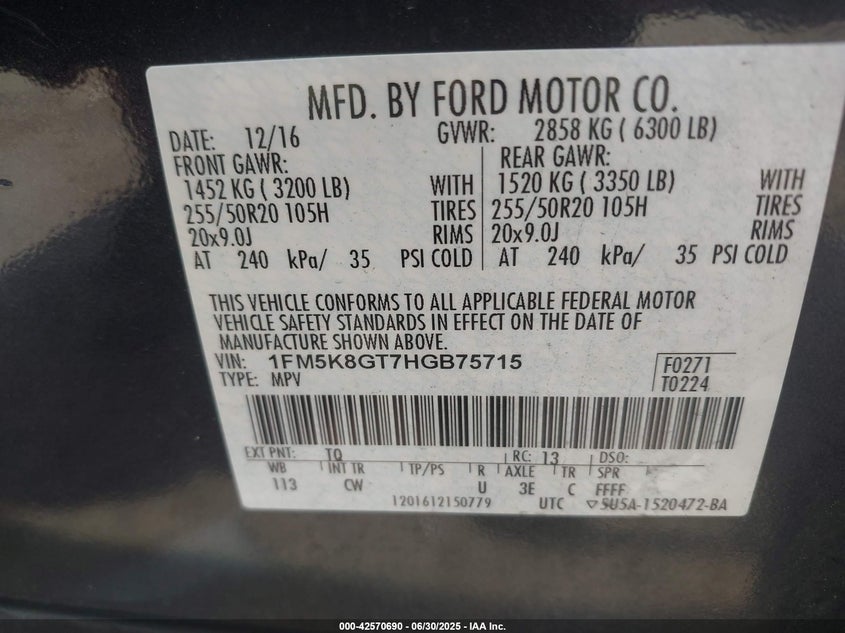 MFD. BY FORD MOTOR CO.
DATE: 12/16 GVWR: 2858 KG ( 6300 LB)
FRONT GAWR: REAR GAWR:
1452 KG ( 3200 LB) WITH 1520 KG ( 3350 LB) WITH
255/50R20 105H TIRES 255/50R20 105H TIRES
20x9.0J RIMS 20x9.0J RIMS
AT 240 kPa/ 35 PSI COLD AT 240 kPa/ 35 PSI COLD
THIS VEHICLE CONFORMS TO ALL APPLICABLE FEDERAL MOTOR
VEHICLE SAFETY STANDARDS IN EFFECT ON THE DATE OF
MANUFACTURE SHOWN ABOVE.
VIN: 1FM5K8GT7HGB75715 F0271
TYPE: MPV T0224
EXT PNT: TQ RC: 13 DSO:
WB INT TR TP/PS R AXLE TR SPR
113 CW U 3E C FFFF
1201612150779 UTC ▽5U5A-1520472-BA
000-42570690 - 06/30/2025 - IAA Inc.